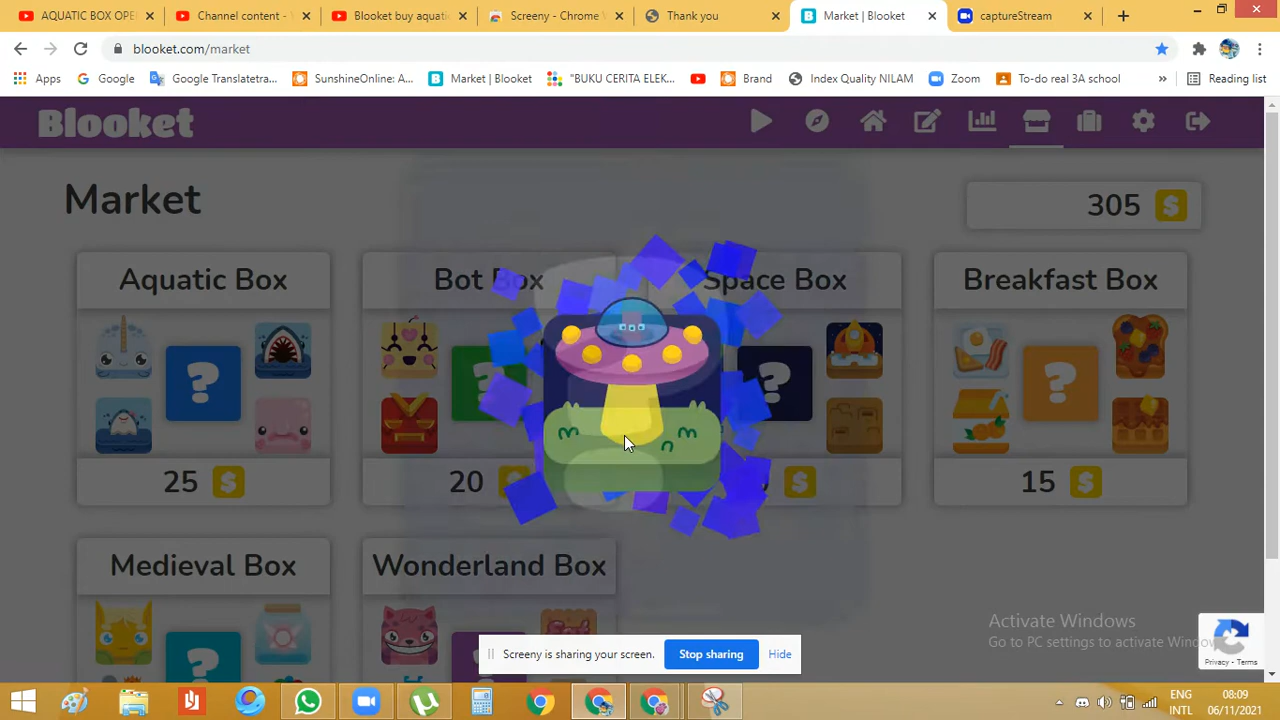 AQUATIC BOX OPE
Channel content -
Blooket buy aquati
Screeny - Chrome
Thank you
Market | Blooket
captureStream
blooket.com/market
Apps
Google
Google Translatetra...
SunshineOnline: A...
Market | Blooket
"BUKU CERITA ELEK...
Brand
Index Quality NILAM
Zoom
To-do real 3A school
»
Reading list
Blooket
Market
305
Aquatic Box
Bot Box
Space Box
Breakfast Box
?
?
?
?
25
20
15
Medieval Box
Wonderland Box
Activate Windows
Go to PC settings to activate Windo
Privacy - Terms
Screeny is sharing your screen.
Stop sharing
Hide
ENG
INTL
08:09
06/11/2021